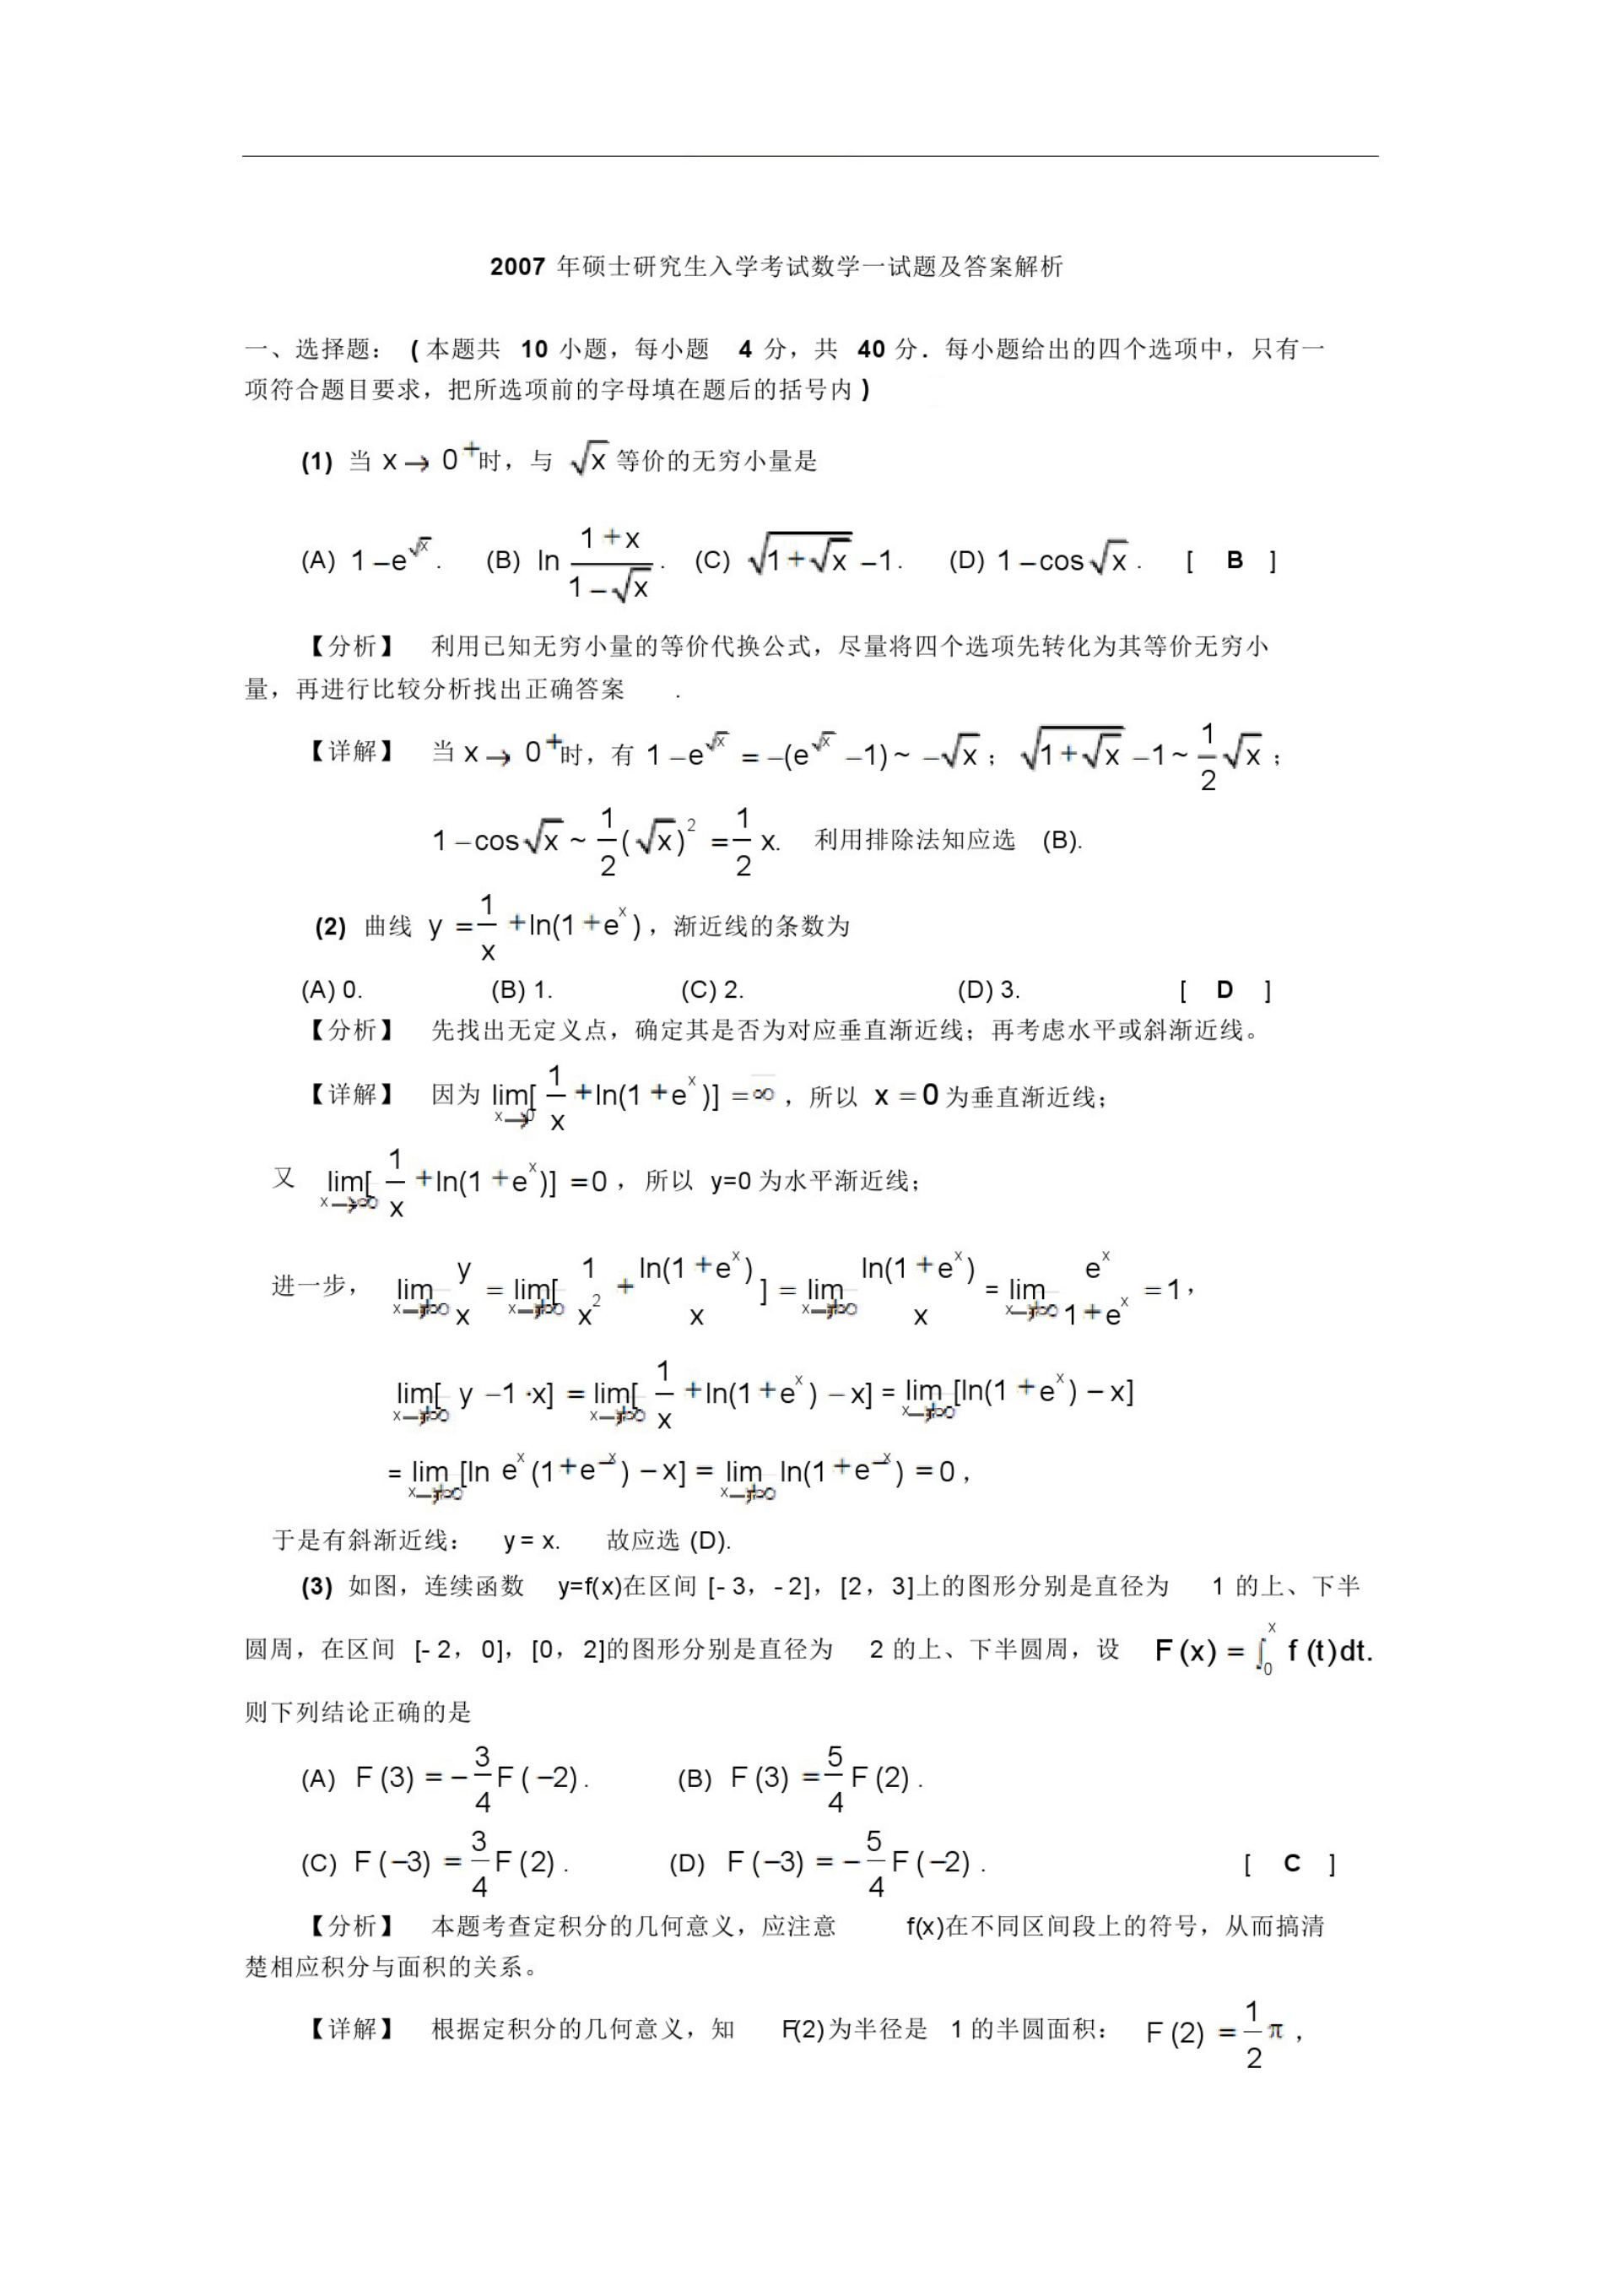 2007 年硕士研究生入学考试数学一试题及答案解析
一、选择题：(本题共 10 小题，每小题 4 分，共 40 分．每小题给出的四个选项中，只有一
项符合题目要求，把所选项前的字母填在题后的括号内)
(1) 当 x→0⁺时，与 √x 等价的无穷小量是
(A) 1−e^√x. (B) ln (1+x)/(1−√x). (C) √(1+√x) −1. (D) 1−cos√x. [ B ]
【分析】 利用已知无穷小量的等价代换公式，尽量将四个选项先转化为其等价无穷小
量，再进行比较分析找出正确答案.
【详解】 当 x→0⁺时，有 1−e^√x = −(e^√x −1) ~ −√x；√(1+√x) −1 ~ 1/2 √x；
1−cos√x ~ 1/2 (√x)² = 1/2 x. 利用排除法知应选 (B).
(2) 曲线 y = 1/x + ln(1+e^x)，渐近线的条数为
(A) 0. (B) 1. (C) 2. (D) 3. [ D ]
【分析】 先找出无定义点，确定其是否为对应垂直渐近线；再考虑水平或斜渐近线。
【详解】 因为 lim_{x→0}[1/x + ln(1+e^x)] = ∞，所以 x = 0 为垂直渐近线；
又 lim_{x→−∞}[1/x + ln(1+e^x)] = 0，所以 y=0 为水平渐近线；
进一步，lim_{x→+∞} y/x = lim_{x→+∞}[1/x² + ln(1+e^x)/x] = lim_{x→+∞} ln(1+e^x)/x = lim_{x→+∞} e^x/(1+e^x) = 1，
lim_{x→+∞}[y −1·x] = lim_{x→+∞}[1/x + ln(1+e^x) − x] = lim_{x→+∞}[ln(1+e^x) − x]
= lim_{x→+∞}[ln e^x(1+e^−x) − x] = lim_{x→+∞} ln(1+e^−x) = 0，
于是有斜渐近线： y = x. 故应选 (D).
(3) 如图，连续函数 y=f(x)在区间 [-3，-2]，[2，3]上的图形分别是直径为 1 的上、下半
圆周，在区间 [-2，0]，[0，2]的图形分别是直径为 2 的上、下半圆周，设 F(x) = ∫₀^x f(t)dt.
则下列结论正确的是
(A) F(3) = −3/4 F(−2). (B) F(3) = 5/4 F(2).
(C) F(−3) = 3/4 F(2). (D) F(−3) = −5/4 F(−2). [ C ]
【分析】 本题考查定积分的几何意义，应注意 f(x)在不同区间段上的符号，从而搞清
楚相应积分与面积的关系。
【详解】 根据定积分的几何意义，知 F(2)为半径是 1 的半圆面积： F(2) = 1/2 π，